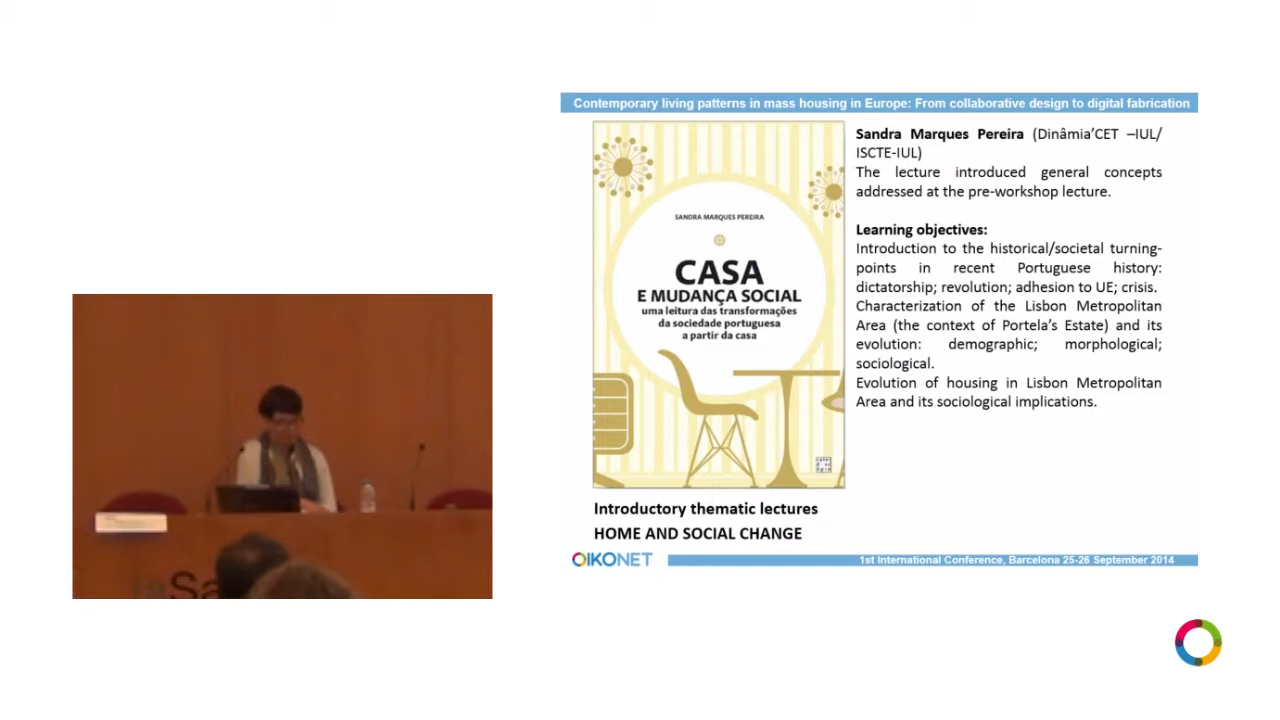 Contemporary living patterns in mass housing in Europe: From collaborative design to digital fabrication
SANDRA MARQUES PEREIRA
CASA
E MUDANÇA SOCIAL
uma leitura das transformações
da sociedade portuguesa
a partir da casa
Sandra Marques Pereira (Dinâmia'CET –IUL/
ISCTE-IUL)
The lecture introduced general concepts
addressed at the pre-workshop lecture.
Learning objectives:
Introduction to the historical/societal turning-
points in recent Portuguese history:
dictatorship; revolution; adhesion to UE; crisis.
Characterization of the Lisbon Metropolitan
Area (the context of Portela's Estate) and its
evolution: demographic; morphological;
sociological.
Evolution of housing in Lisbon Metropolitan
Area and its sociological implications.
Introductory thematic lectures
HOME AND SOCIAL CHANGE
OIKONET
1st International Conference, Barcelona 25-26 September 2014